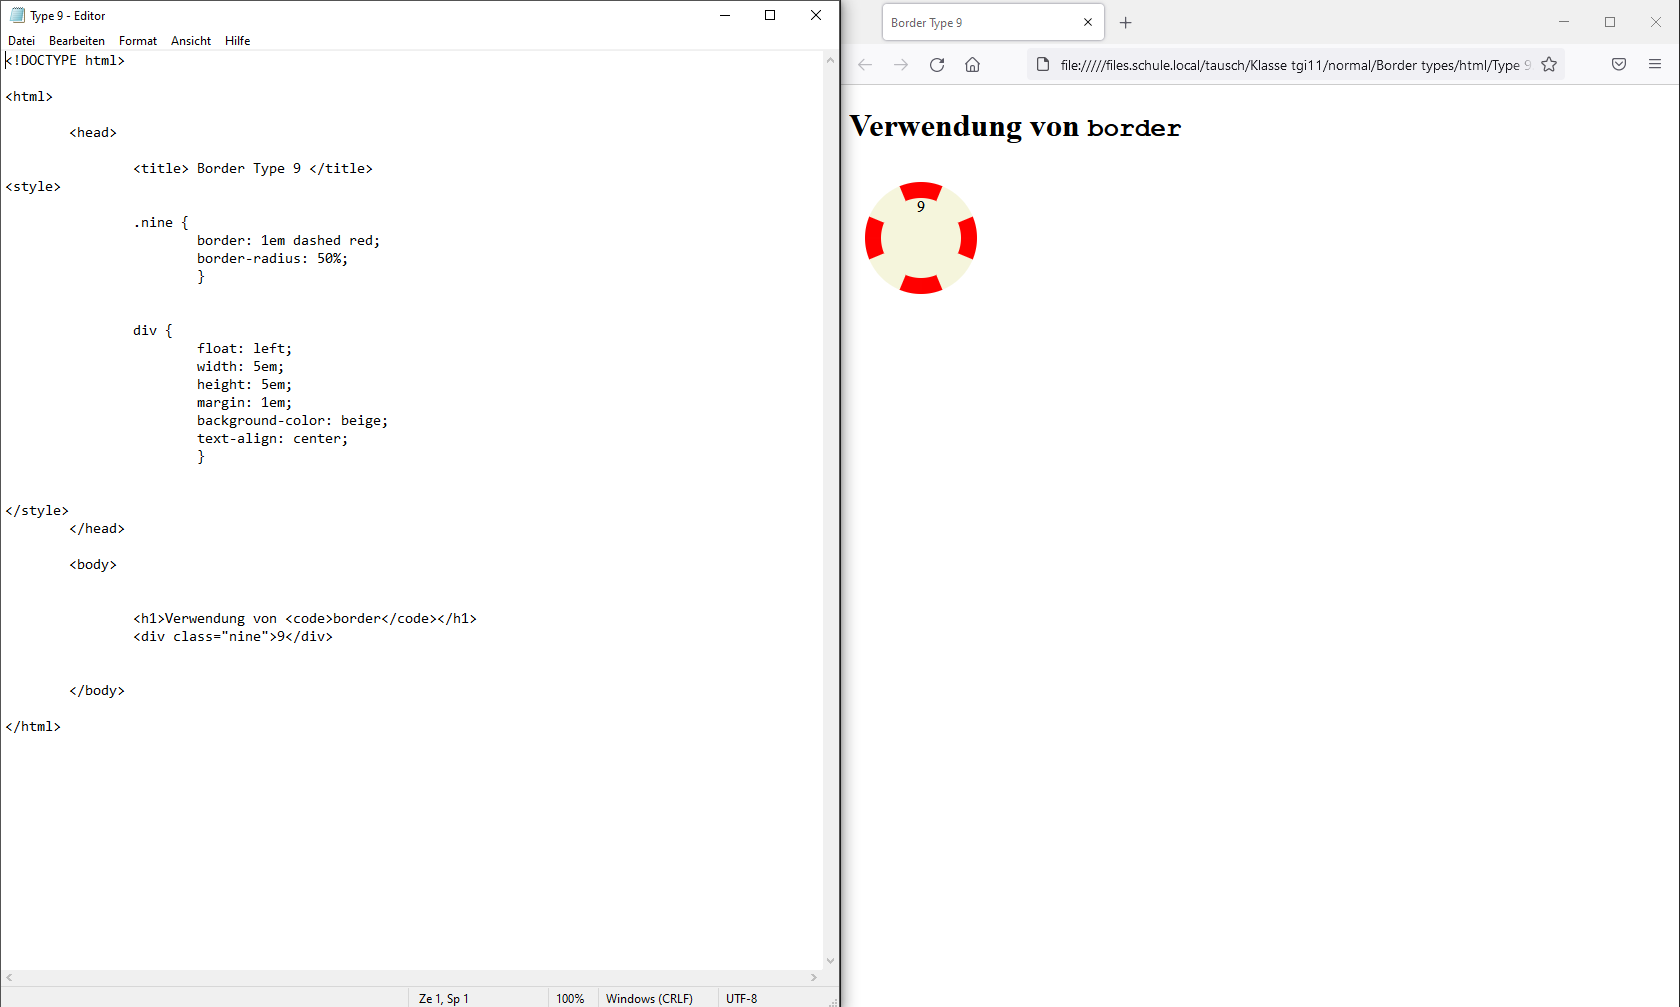 Type 9 - Editor
Datei Bearbeiten Format Ansicht Hilfe
<!DOCTYPE html>
<html>
<head>
<title> Border Type 9 </title>
<style>
.nine {
border: 1em dashed red;
border-radius: 50%;
}
div {
float: left;
width: 5em;
height: 5em;
margin: 1em;
background-color: beige;
text-align: center;
}
</style>
</head>
<body>
<h1>Verwendung von <code>border</code></h1>
<div class="nine">9</div>
</body>
</html>
Ze 1, Sp 1 100% Windows (CRLF) UTF-8
Border Type 9
file://///files.schule.local/tausch/Klasse tgi11/normal/Border types/html/Type 9
Verwendung von border
9